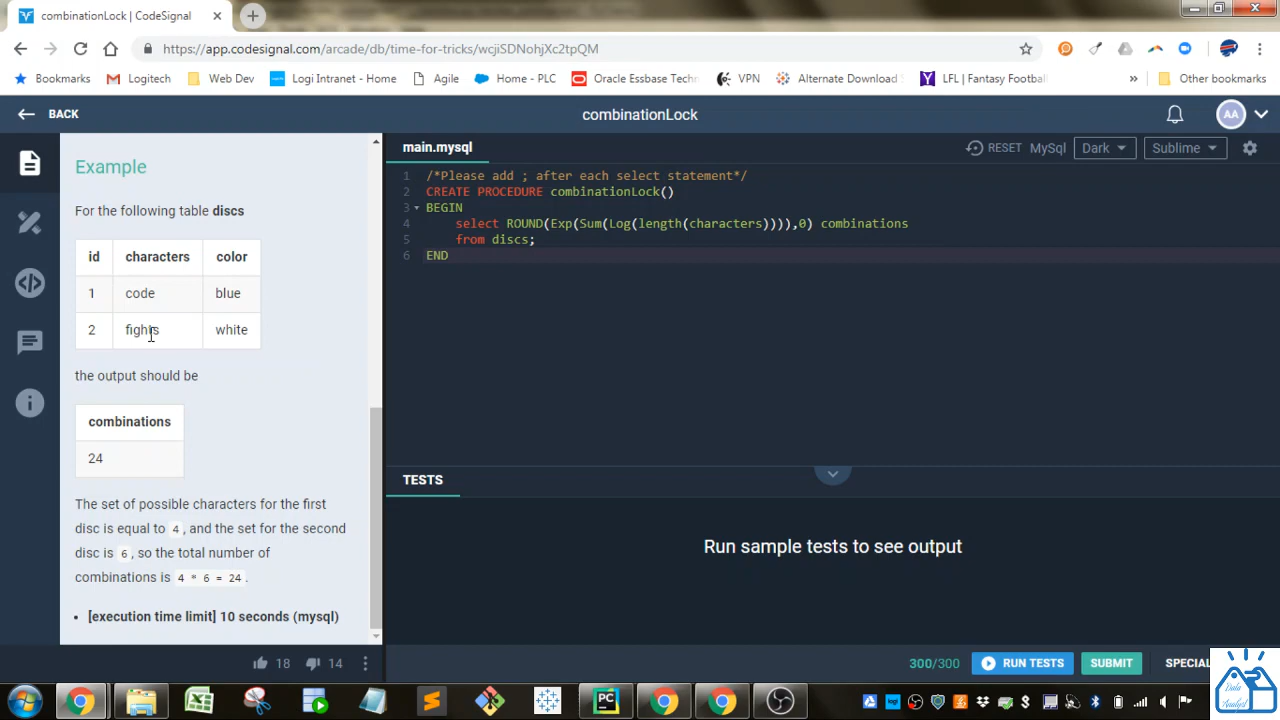 combinationLock | CodeSignal
https://app.codesignal.com/arcade/db/time-for-tricks/wcjiSDNohjXc2tpQM
Bookmarks Logitech Web Dev Logi Intranet - Home Agile Home - PLC Oracle Essbase Techn VPN Alternate Download LFL | Fantasy Football » Other bookmarks
BACK combinationLock AA
Example
For the following table discs
id characters color
1 code blue
2 fights white
the output should be
combinations
24
The set of possible characters for the first
disc is equal to 4, and the set for the second
disc is 6, so the total number of
combinations is 4 * 6 = 24.
• [execution time limit] 10 seconds (mysql)
18 14
main.mysql RESET MySql Dark Sublime
1 /*Please add ; after each select statement*/
2 CREATE PROCEDURE combinationLock()
3 BEGIN
4 select ROUND(Exp(Sum(Log(length(characters)))),0) combinations
5 from discs;
6 END
TESTS
Run sample tests to see output
300/300 RUN TESTS SUBMIT SPECIAL
PC
Data
Analyst